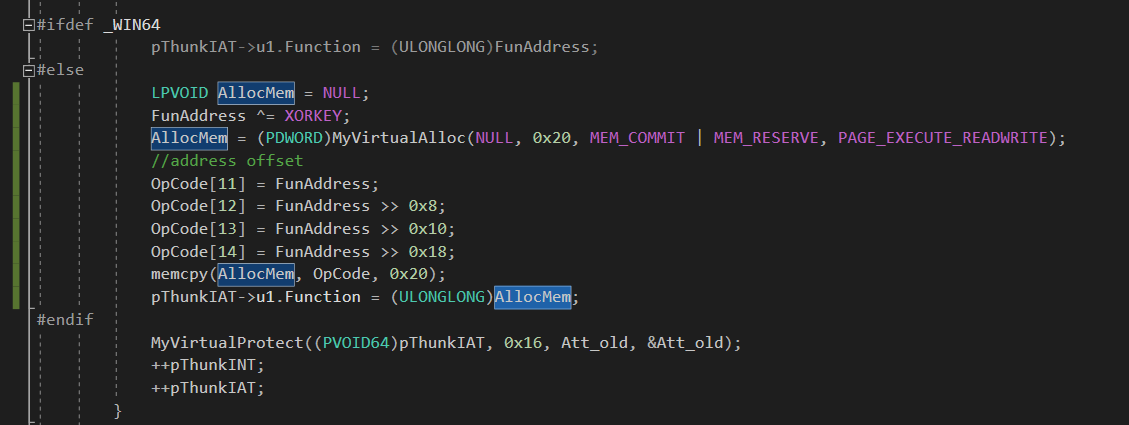 #ifdef _WIN64
pThunkIAT->u1.Function = (ULONGLONG)FunAddress;
#else
LPVOID AllocMem = NULL;
FunAddress ^= XORKEY;
AllocMem = (PDWORD)MyVirtualAlloc(NULL, 0x20, MEM_COMMIT | MEM_RESERVE, PAGE_EXECUTE_READWRITE);
//address offset
OpCode[11] = FunAddress;
OpCode[12] = FunAddress >> 0x8;
OpCode[13] = FunAddress >> 0x10;
OpCode[14] = FunAddress >> 0x18;
memcpy(AllocMem, OpCode, 0x20);
pThunkIAT->u1.Function = (ULONGLONG)AllocMem;
#endif
MyVirtualProtect((PVOID64)pThunkIAT, 0x16, Att_old, &Att_old);
++pThunkINT;
++pThunkIAT;
}